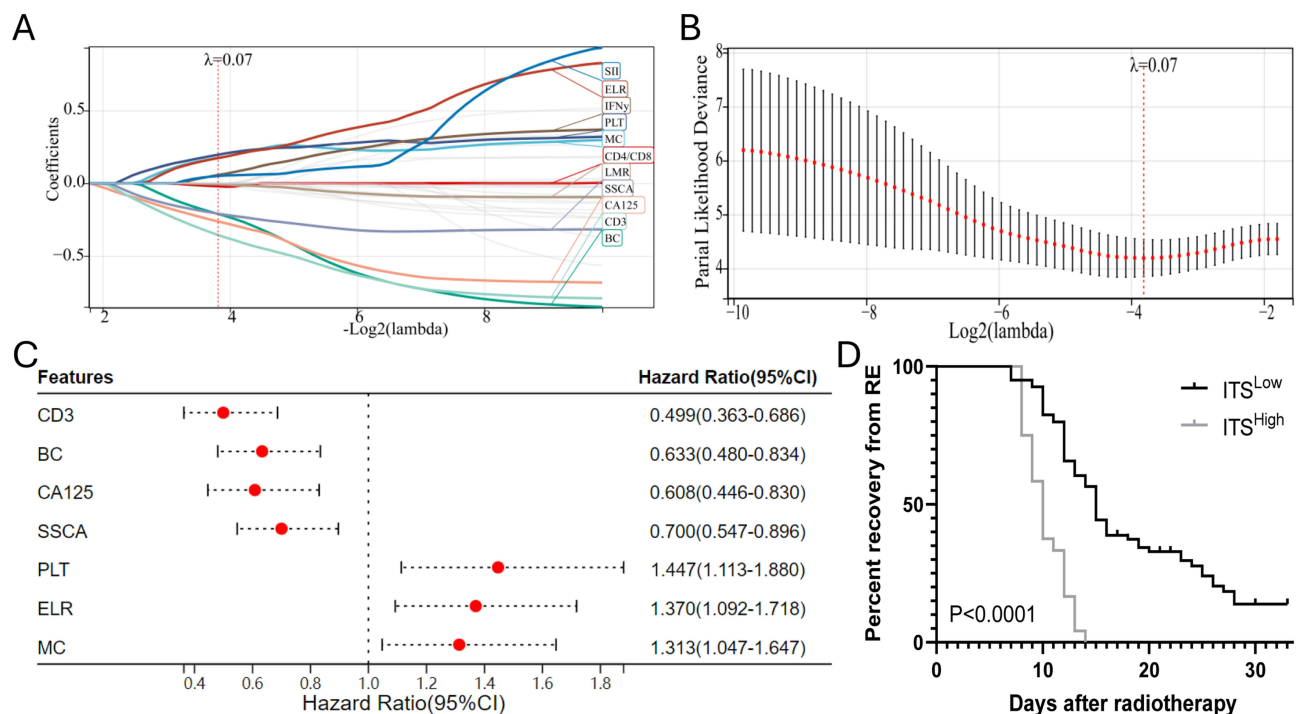 A
λ=0.07
0.5
0.0
−0.5
Coefficients
2
4
8
-Log2(lambda)
SII
ELR
IFNy
PLT
MC
CD4/CD8
LMR
SSCA
CA125
CD3
BC
B
λ=0.07
8
7
6
5
4
Parial Likelihood Deviance
−10
−8
−6
−4
−2
Log2(lambda)
C
Features Hazard Ratio(95%CI)
CD3 0.499(0.363-0.686)
BC 0.633(0.480-0.834)
CA125 0.608(0.446-0.830)
SSCA 0.700(0.547-0.896)
PLT 1.447(1.113-1.880)
ELR 1.370(1.092-1.718)
MC 1.313(1.047-1.647)
0.4 0.6 0.8 1.0 1.2 1.4 1.6 1.8
Hazard Ratio(95%CI)
D
100
50
0
Percent recovery from RE
ITSLow
ITSHigh
P<0.0001
0 10 20 30
Days after radiotherapy